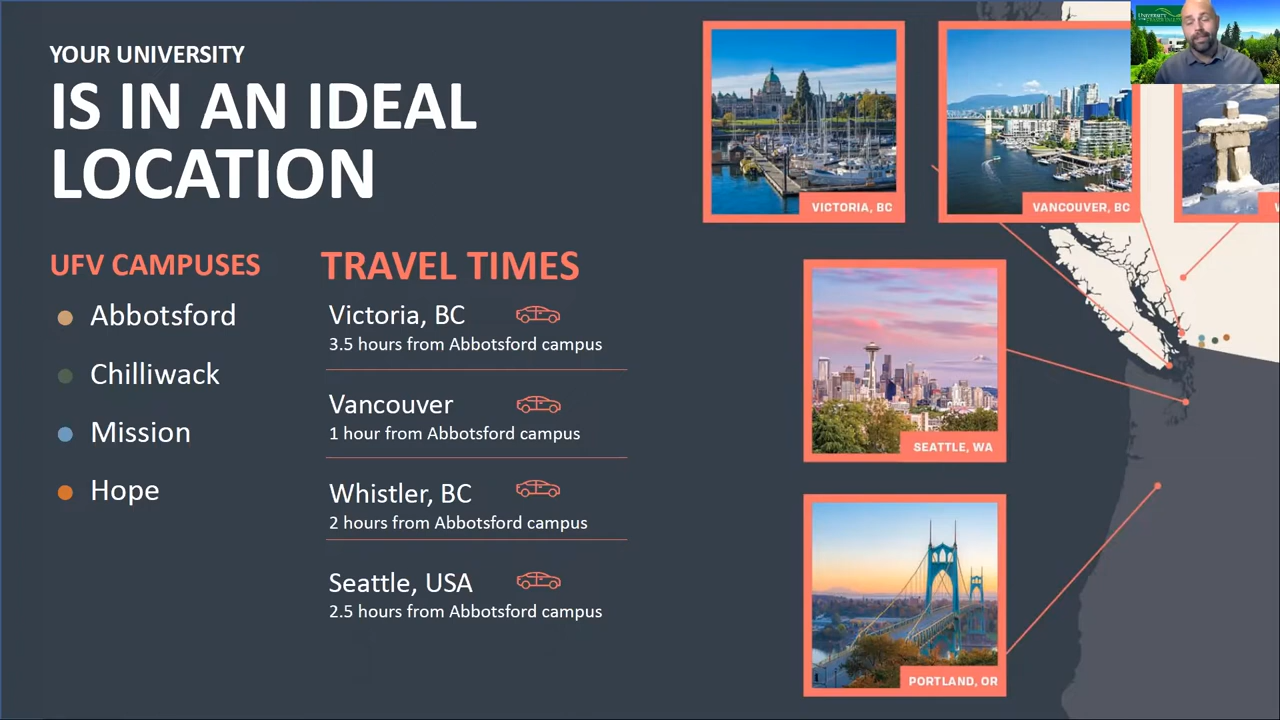 YOUR UNIVERSITY
IS IN AN IDEAL
LOCATION
UFV CAMPUSES
Abbotsford
Chilliwack
Mission
Hope
TRAVEL TIMES
Victoria, BC
3.5 hours from Abbotsford campus
Vancouver
1 hour from Abbotsford campus
Whistler, BC
2 hours from Abbotsford campus
Seattle, USA
2.5 hours from Abbotsford campus
VICTORIA, BC
VANCOUVER, BC
SEATTLE, WA
PORTLAND, OR